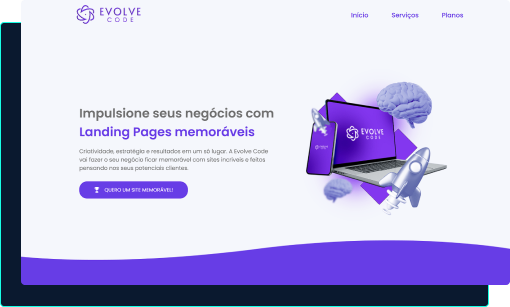 EVOLVE
CODE
Início
Serviços
Planos
Impulsione seus negócios com
Landing Pages memoráveis
Criatividade, estratégia e resultados em um só lugar. A Evolve Code
vai fazer o seu negócio ficar memorável com sites incríveis e feitos
pensando nos seus potenciais clientes.
QUERO UM SITE MEMORÁVEL!
EVOLVE
CODE